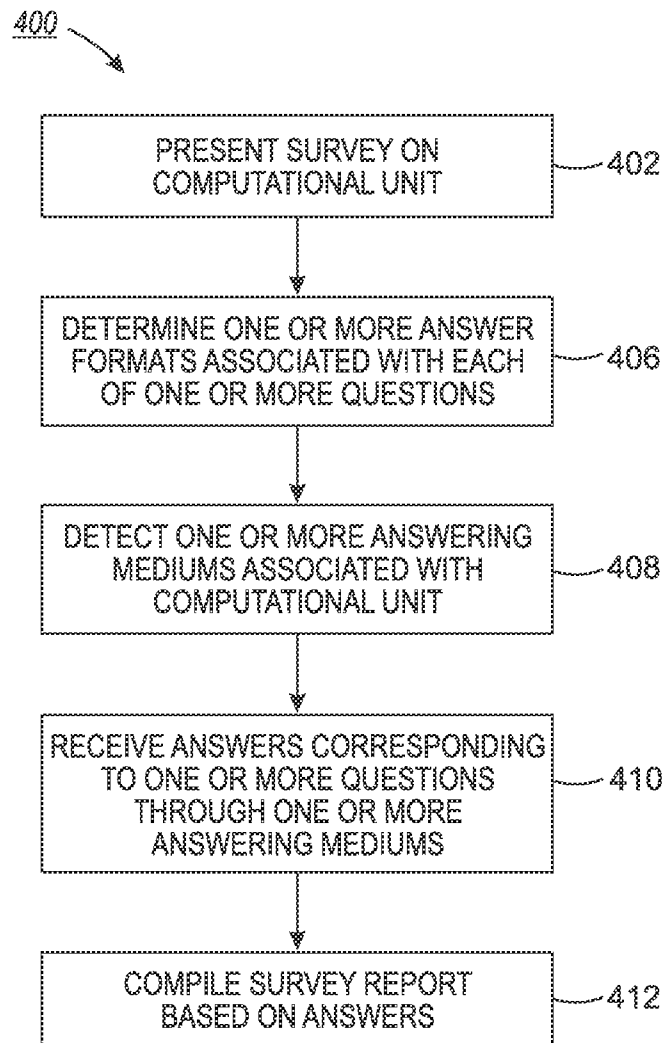 400
PRESENT SURVEY ON
COMPUTATIONAL UNIT
402
DETERMINE ONE OR MORE ANSWER
FORMATS ASSOCIATED WITH EACH
OF ONE OR MORE QUESTIONS
406
DETECT ONE OR MORE ANSWERING
MEDIUMS ASSOCIATED WITH
COMPUTATIONAL UNIT
408
RECEIVE ANSWERS CORRESPONDING
TO ONE OR MORE QUESTIONS
THROUGH ONE OR MORE
ANSWERING MEDIUMS
410
COMPILE SURVEY REPORT
BASED ON ANSWERS
412